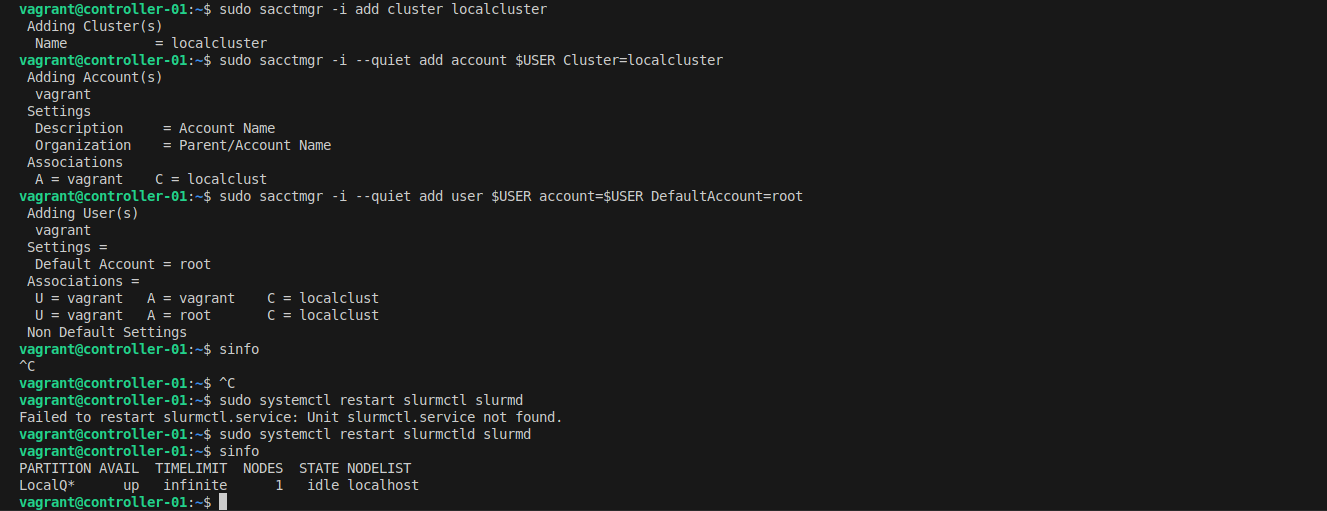 vagrant@controller-01:~$ sudo sacctmgr -i add cluster localcluster
 Adding Cluster(s)
  Name           = localcluster
vagrant@controller-01:~$ sudo sacctmgr -i --quiet add account $USER Cluster=localcluster
 Adding Account(s)
  vagrant
 Settings
  Description     = Account Name
  Organization    = Parent/Account Name
 Associations
  A = vagrant    C = localclust
vagrant@controller-01:~$ sudo sacctmgr -i --quiet add user $USER account=$USER DefaultAccount=root
 Adding User(s)
  vagrant
 Settings =
  Default Account = root
 Associations =
  U = vagrant   A = vagrant    C = localclust
  U = vagrant   A = root       C = localclust
 Non Default Settings
vagrant@controller-01:~$ sinfo
^C
vagrant@controller-01:~$ ^C
vagrant@controller-01:~$ sudo systemctl restart slurmctl slurmd
Failed to restart slurmctl.service: Unit slurmctl.service not found.
vagrant@controller-01:~$ sudo systemctl restart slurmctld slurmd
vagrant@controller-01:~$ sinfo
PARTITION AVAIL  TIMELIMIT  NODES  STATE NODELIST
LocalQ*      up   infinite      1   idle localhost
vagrant@controller-01:~$